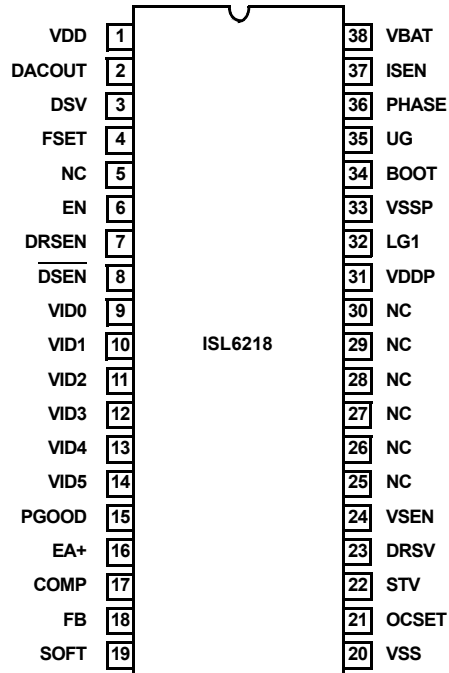 VDD 1 38 VBAT
DACOUT 2 37 ISEN
DSV 3 36 PHASE
FSET 4 35 UG
NC 5 34 BOOT
EN 6 33 VSSP
DRSEN 7 32 LG1
DSEN 8 31 VDDP
VID0 9 30 NC
VID1 10 ISL6218 29 NC
VID2 11 28 NC
VID3 12 27 NC
VID4 13 26 NC
VID5 14 25 NC
PGOOD 15 24 VSEN
EA+ 16 23 DRSV
COMP 17 22 STV
FB 18 21 OCSET
SOFT 19 20 VSS